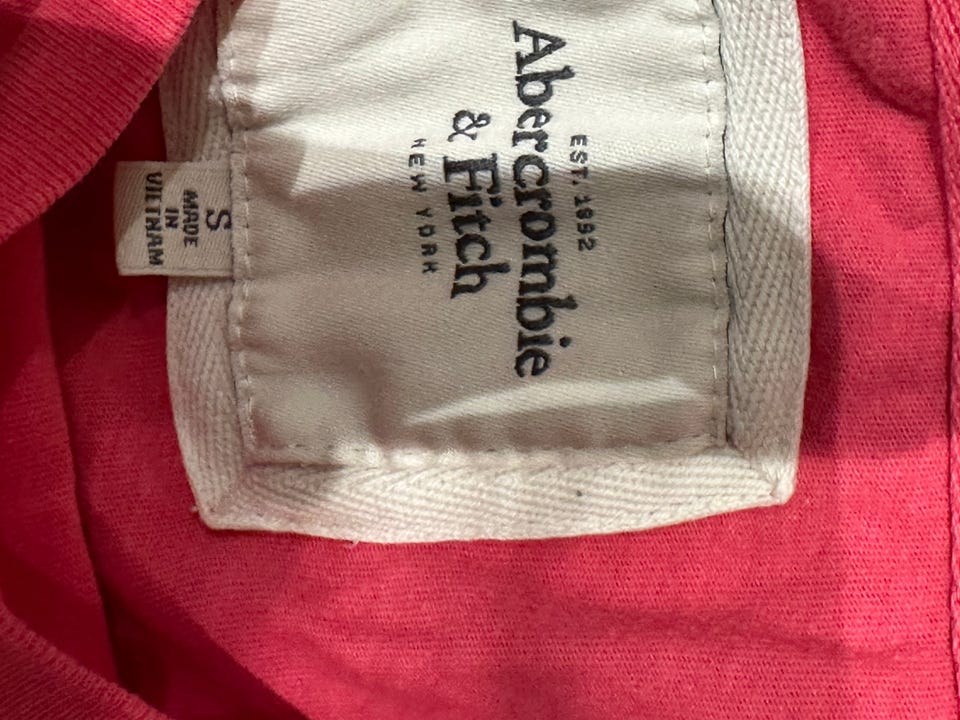 EST. 1892
Abercrombie
& Fitch
NEW YORK
S
MADE
IN
VIETNAM